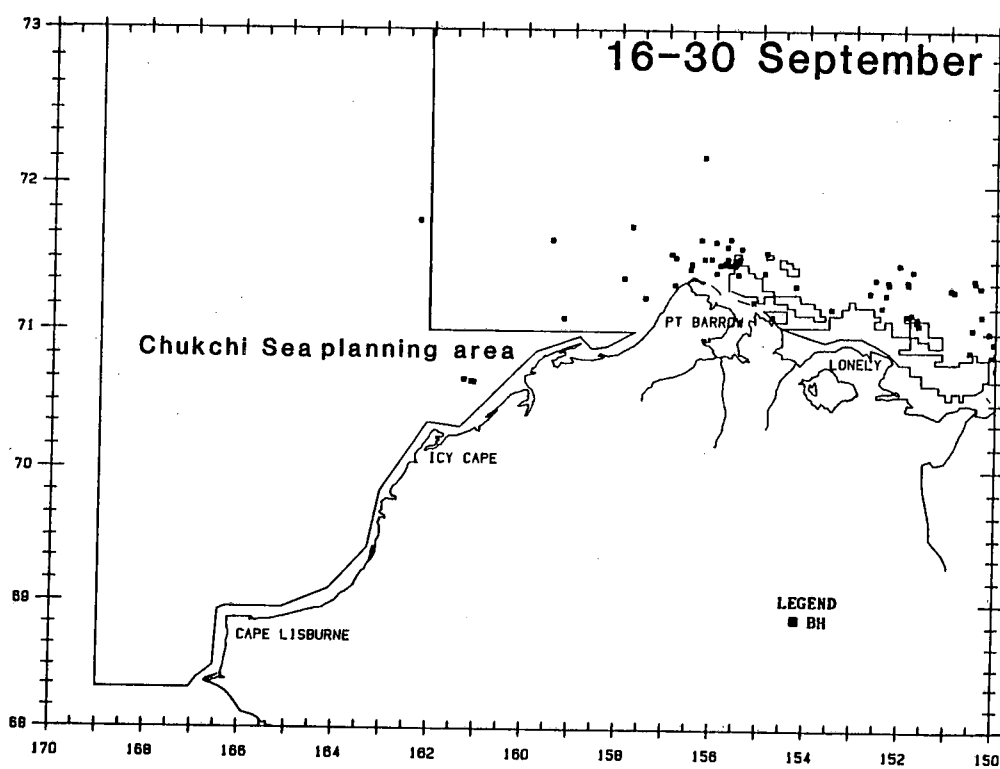 73
16-30 September
72
71
Chukchi Sea planning area
PT BARROW
LONELY
70
ICY CAPE
69
LEGEND
■ BH
CAPE LISBURNE
68
170 168 166 164 162 160 158 156 154 152 150